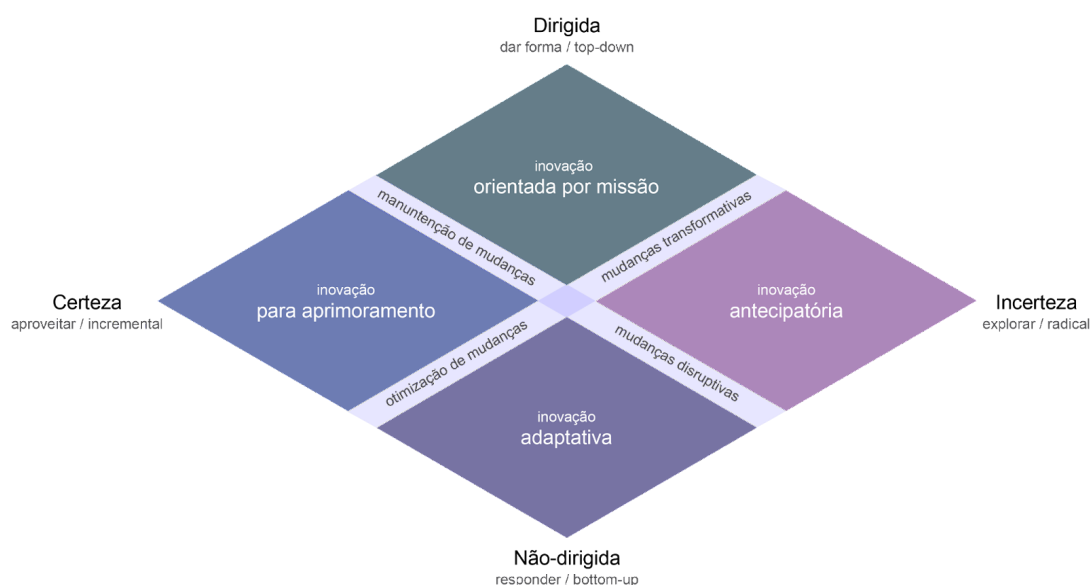 Dirigida
dar forma / top-down
inovação
orientada por missão
manuntenção de mudanças
mudanças transformativas
Certeza
aproveitar / incremental
inovação
para aprimoramento
inovação
antecipatória
Incerteza
explorar / radical
otimização de mudanças
mudanças disruptivas
inovação
adaptativa
Não-dirigida
responder / bottom-up